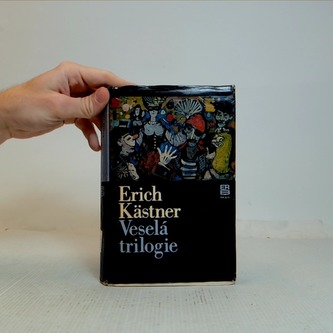 Erich
Kästner
Veselá
trilogie